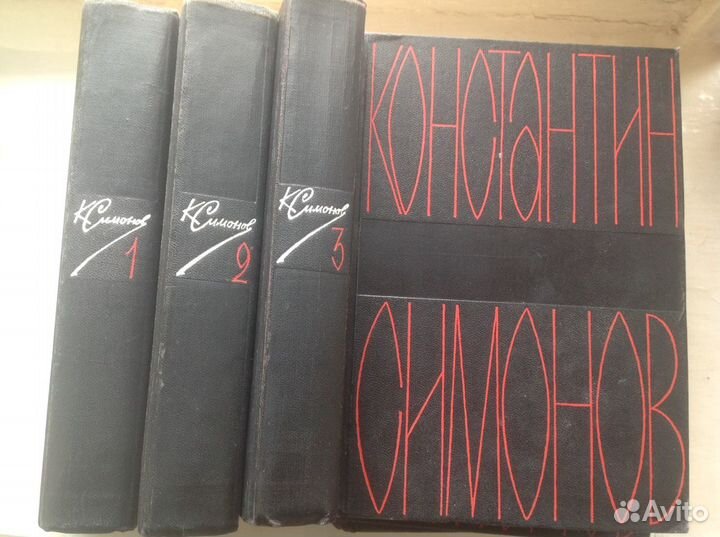 К. Симонов
1
К. Симонов
2
К. Симонов
3
КОНСТАНТИН
СИМОНОВ
Avito